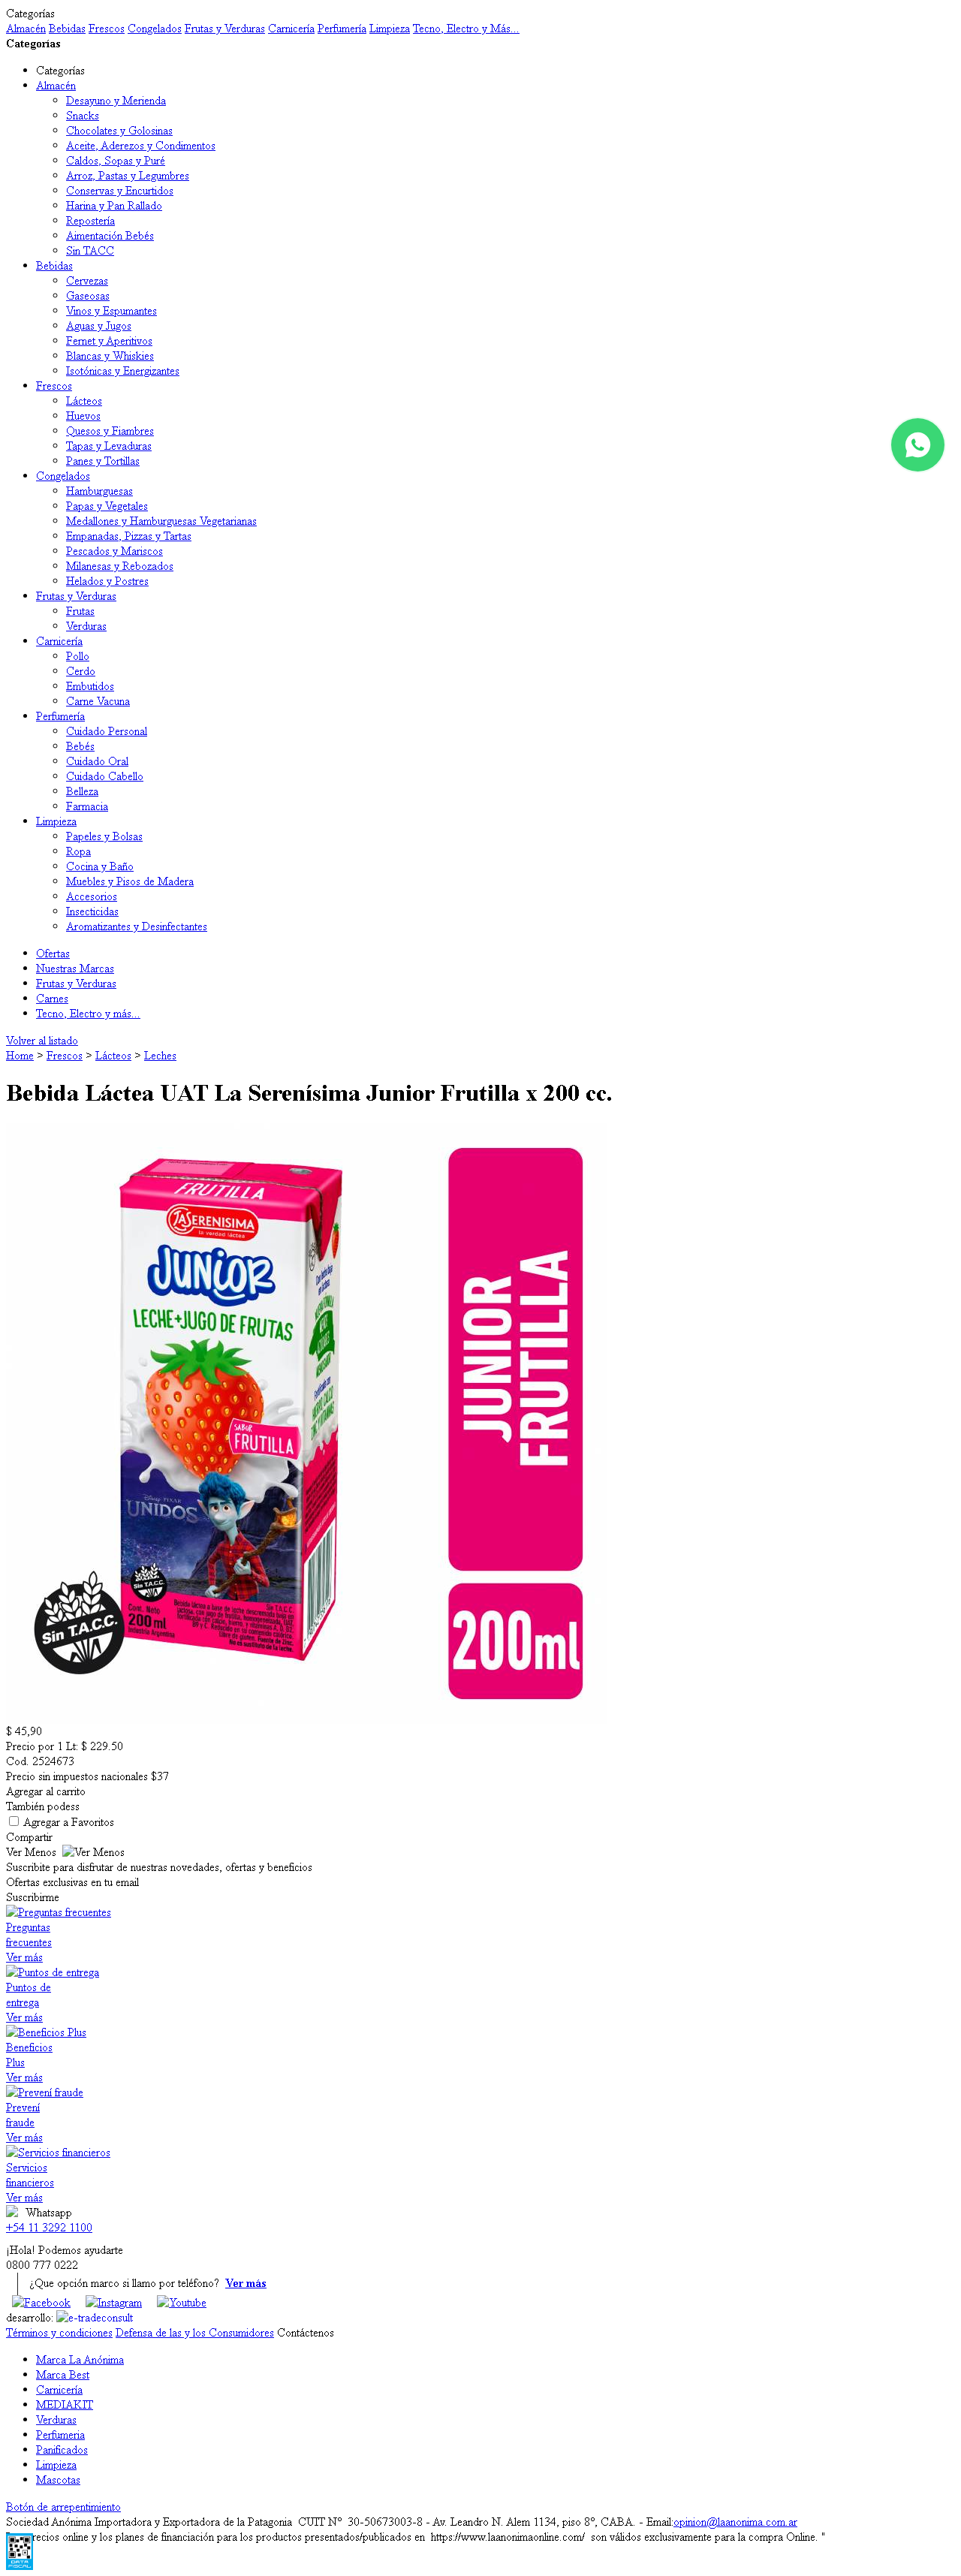 Categorías
Almacén Bebidas Frescos Congelados Frutas y Verduras Carnicería Perfumería Limpieza Tecno, Electro y Más...
Categorías
Categorías
Almacén
Desayuno y Merienda
Snacks
Chocolates y Golosinas
Aceite, Aderezos y Condimentos
Caldos, Sopas y Puré
Arroz, Pastas y Legumbres
Conservas y Encurtidos
Harina y Pan Rallado
Repostería
Aimentación Bebés
Sin TACC
Bebidas
Cervezas
Gaseosas
Vinos y Espumantes
Aguas y Jugos
Fernet y Aperitivos
Blancas y Whiskies
Isotónicas y Energizantes
Frescos
Lácteos
Huevos
Quesos y Fiambres
Tapas y Levaduras
Panes y Tortillas
Congelados
Hamburguesas
Papas y Vegetales
Medallones y Hamburguesas Vegetarianas
Empanadas, Pizzas y Tartas
Pescados y Mariscos
Milanesas y Rebozados
Helados y Postres
Frutas y Verduras
Frutas
Verduras
Carnicería
Pollo
Cerdo
Embutidos
Carne Vacuna
Perfumería
Cuidado Personal
Bebés
Cuidado Oral
Cuidado Cabello
Belleza
Farmacia
Limpieza
Papeles y Bolsas
Ropa
Cocina y Baño
Muebles y Pisos de Madera
Accesorios
Insecticidas
Aromatizantes y Desinfectantes
Ofertas
Nuestras Marcas
Frutas y Verduras
Carnes
Tecno, Electro y más...
Volver al listado
Home > Frescos > Lácteos > Leches
Bebida Láctea UAT La Serenísima Junior Frutilla x 200 cc.
FRUTILLA
LA SERENISIMA
la verdad láctea
JUNIOR
LECHE+JUGO DE FRUTAS
SABOR
FRUTILLA
DISNEY PIXAR
UNIDOS
Cont. Neto
200ml
Industria Argentina
Sin T.A.C.C.
JUNIOR
FRUTILLA
200ml
$ 45,90
Precio por 1 Lt: $ 229.50
Cod. 2524673
Precio sin impuestos nacionales $37
Agregar al carrito
También podess
Agregar a Favoritos
Compartir
Ver Menos Ver Menos
Suscribite para disfrutar de nuestras novedades, ofertas y beneficios
Ofertas exclusivas en tu email
Suscribirme
Preguntas frecuentes
Preguntas
frecuentes
Ver más
Puntos de entrega
Puntos de
entrega
Ver más
Beneficios Plus
Beneficios
Plus
Ver más
Prevení fraude
Prevení
fraude
Ver más
Servicios financieros
Servicios
financieros
Ver más
Whatsapp
+54 11 3292 1100
¡Hola! Podemos ayudarte
0800 777 0222
¿Que opción marco si llamo por teléfono? Ver más
Facebook Instagram Youtube
desarrollo: e-tradeconsult
Términos y condiciones Defensa de las y los Consumidores Contáctenos
Marca La Anónima
Marca Best
Carnicería
MEDIAKIT
Verduras
Perfumeria
Panificados
Limpieza
Mascotas
Botón de arrepentimiento
Sociedad Anónima Importadora y Exportadora de la Patagonia CUIT Nº 30-50673003-8 - Av. Leandro N. Alem 1134, piso 8º, CABA. - Email:opinion@laanonima.com.ar
recios online y los planes de financiación para los productos presentados/publicados en https://www.laanonimaonline.com/ son válidos exclusivamente para la compra Online. "
DATA
FISCAL